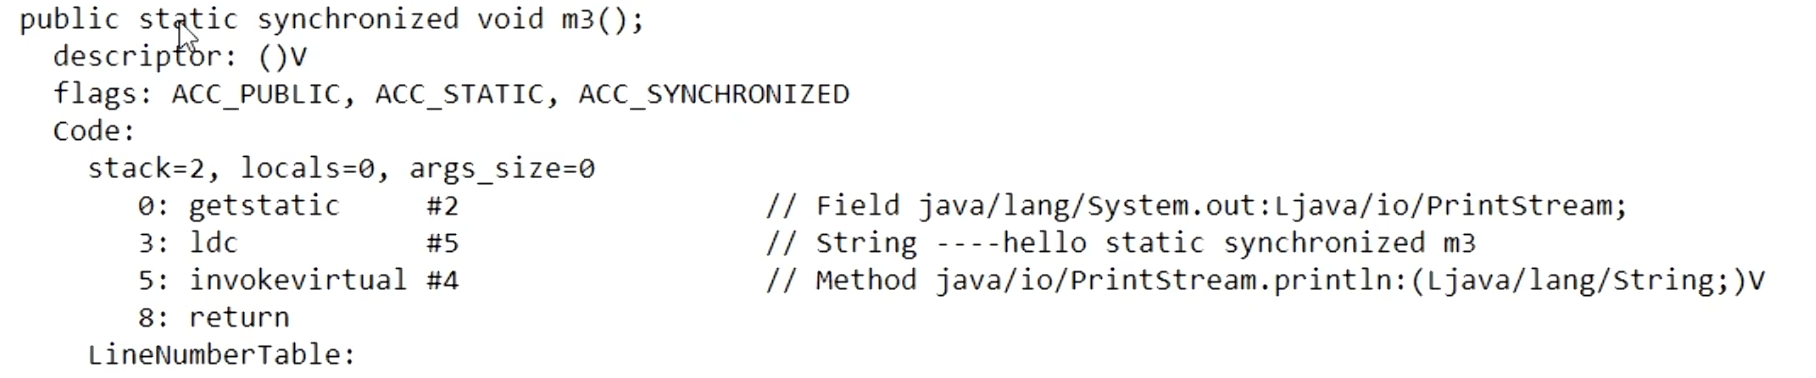 public static synchronized void m3();
descriptor: ()V
flags: ACC_PUBLIC, ACC_STATIC, ACC_SYNCHRONIZED
Code:
stack=2, locals=0, args_size=0
0: getstatic #2 // Field java/lang/System.out:Ljava/io/PrintStream;
3: ldc #5 // String ----hello static synchronized m3
5: invokevirtual #4 // Method java/io/PrintStream.println:(Ljava/lang/String;)V
8: return
LineNumberTable: